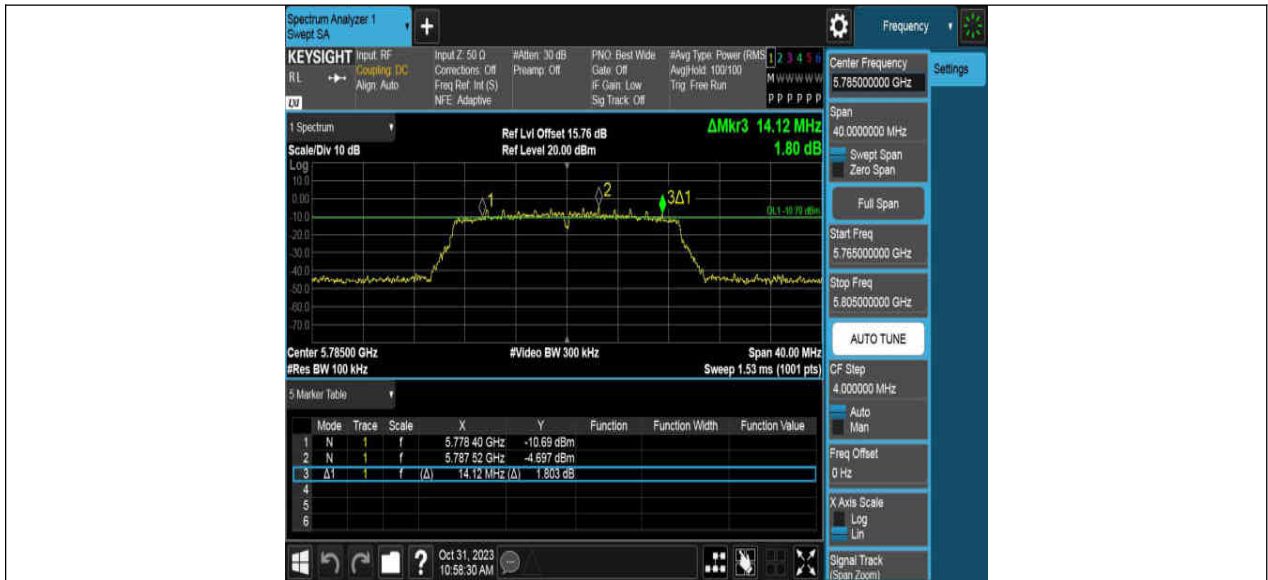 Spectrum Analyzer 1
Swept SA
+
Frequency
KEYSIGHT
RL
LXI
Input: RF
Coupling: DC
Align: Auto
Input Z: 50 Ω
Corrections: Off
Freq Ref: Int (S)
NFE: Adaptive
#Atten: 30 dB
Preamp: Off
PNO: Best Wide
Gate: Off
IF Gain: Low
Sig Track: Off
#Avg Type: Power (RMS
Avg|Hold: 100/100
Trig: Free Run
1 2 3 4 5 6
M W W W W W
P P P P P P
1 Spectrum
Scale/Div 10 dB
Ref Lvl Offset 15.76 dB
Ref Level 20.00 dBm
ΔMkr3 14.12 MHz
1.80 dB
Log
10.0
0.00
-10.0
-20.0
-30.0
-40.0
-50.0
-60.0
-70.0
1
2
3Δ1
DL1 -10.70 dBm
Center 5.78500 GHz
#Video BW 300 kHz
Span 40.00 MHz
#Res BW 100 kHz
Sweep 1.53 ms (1001 pts)
5 Marker Table
Mode Trace Scale X Y Function Function Width Function Value
1 N 1 f 5.778 40 GHz -10.69 dBm
2 N 1 f 5.787 52 GHz -4.697 dBm
3 Δ1 1 f (Δ) 14.12 MHz (Δ) 1.803 dB
4
5
6
?
Oct 31, 2023
10:58:30 AM
Center Frequency
5.785000000 GHz
Settings
Span
40.0000000 MHz
Swept Span
Zero Span
Full Span
Start Freq
5.765000000 GHz
Stop Freq
5.805000000 GHz
AUTO TUNE
CF Step
4.000000 MHz
Auto
Man
Freq Offset
0 Hz
X Axis Scale
Log
Lin
Signal Track
(Span Zoom)